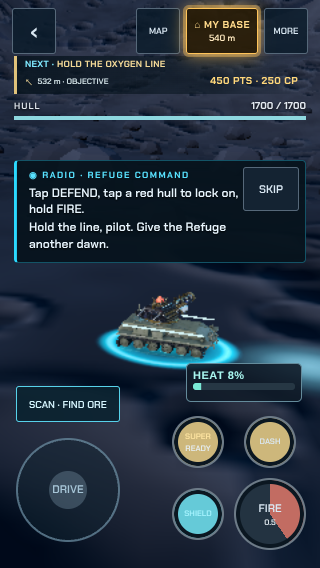 ‹
MAP
⌂ MY BASE
540 m
MORE
NEXT · HOLD THE OXYGEN LINE
↖ 532 m · OBJECTIVE
450 PTS · 250 CP
HULL
1700 / 1700
◉ RADIO · REFUGE COMMAND
Tap DEFEND, tap a red hull to lock on,
hold FIRE.
Hold the line, pilot. Give the Refuge
another dawn.
SKIP
HEAT 8%
SCAN · FIND ORE
SUPER
READY
DASH
DRIVE
SHIELD
FIRE
0.5